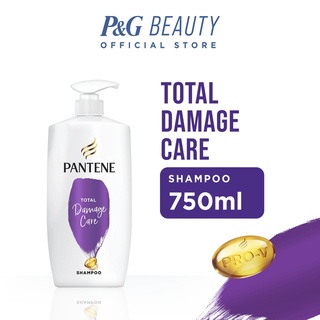 P&G BEAUTY
OFFICIAL STORE
TOTAL
DAMAGE
CARE
SHAMPOO
750ml
PANTENE
TOTAL
Damage
Care
SHAMPOO
PRO-V